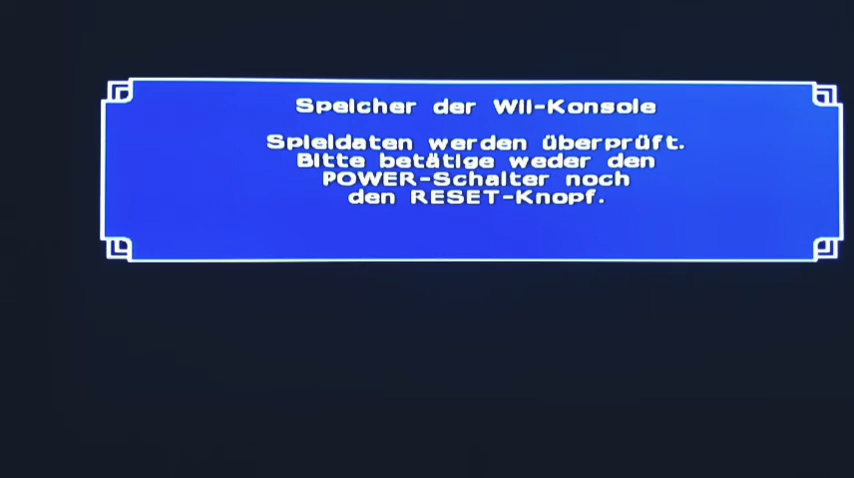 Speicher der Wii-Konsole
Spieldaten werden überprüft.
Bitte betätige weder den
POWER-Schalter noch
den RESET-Knopf.